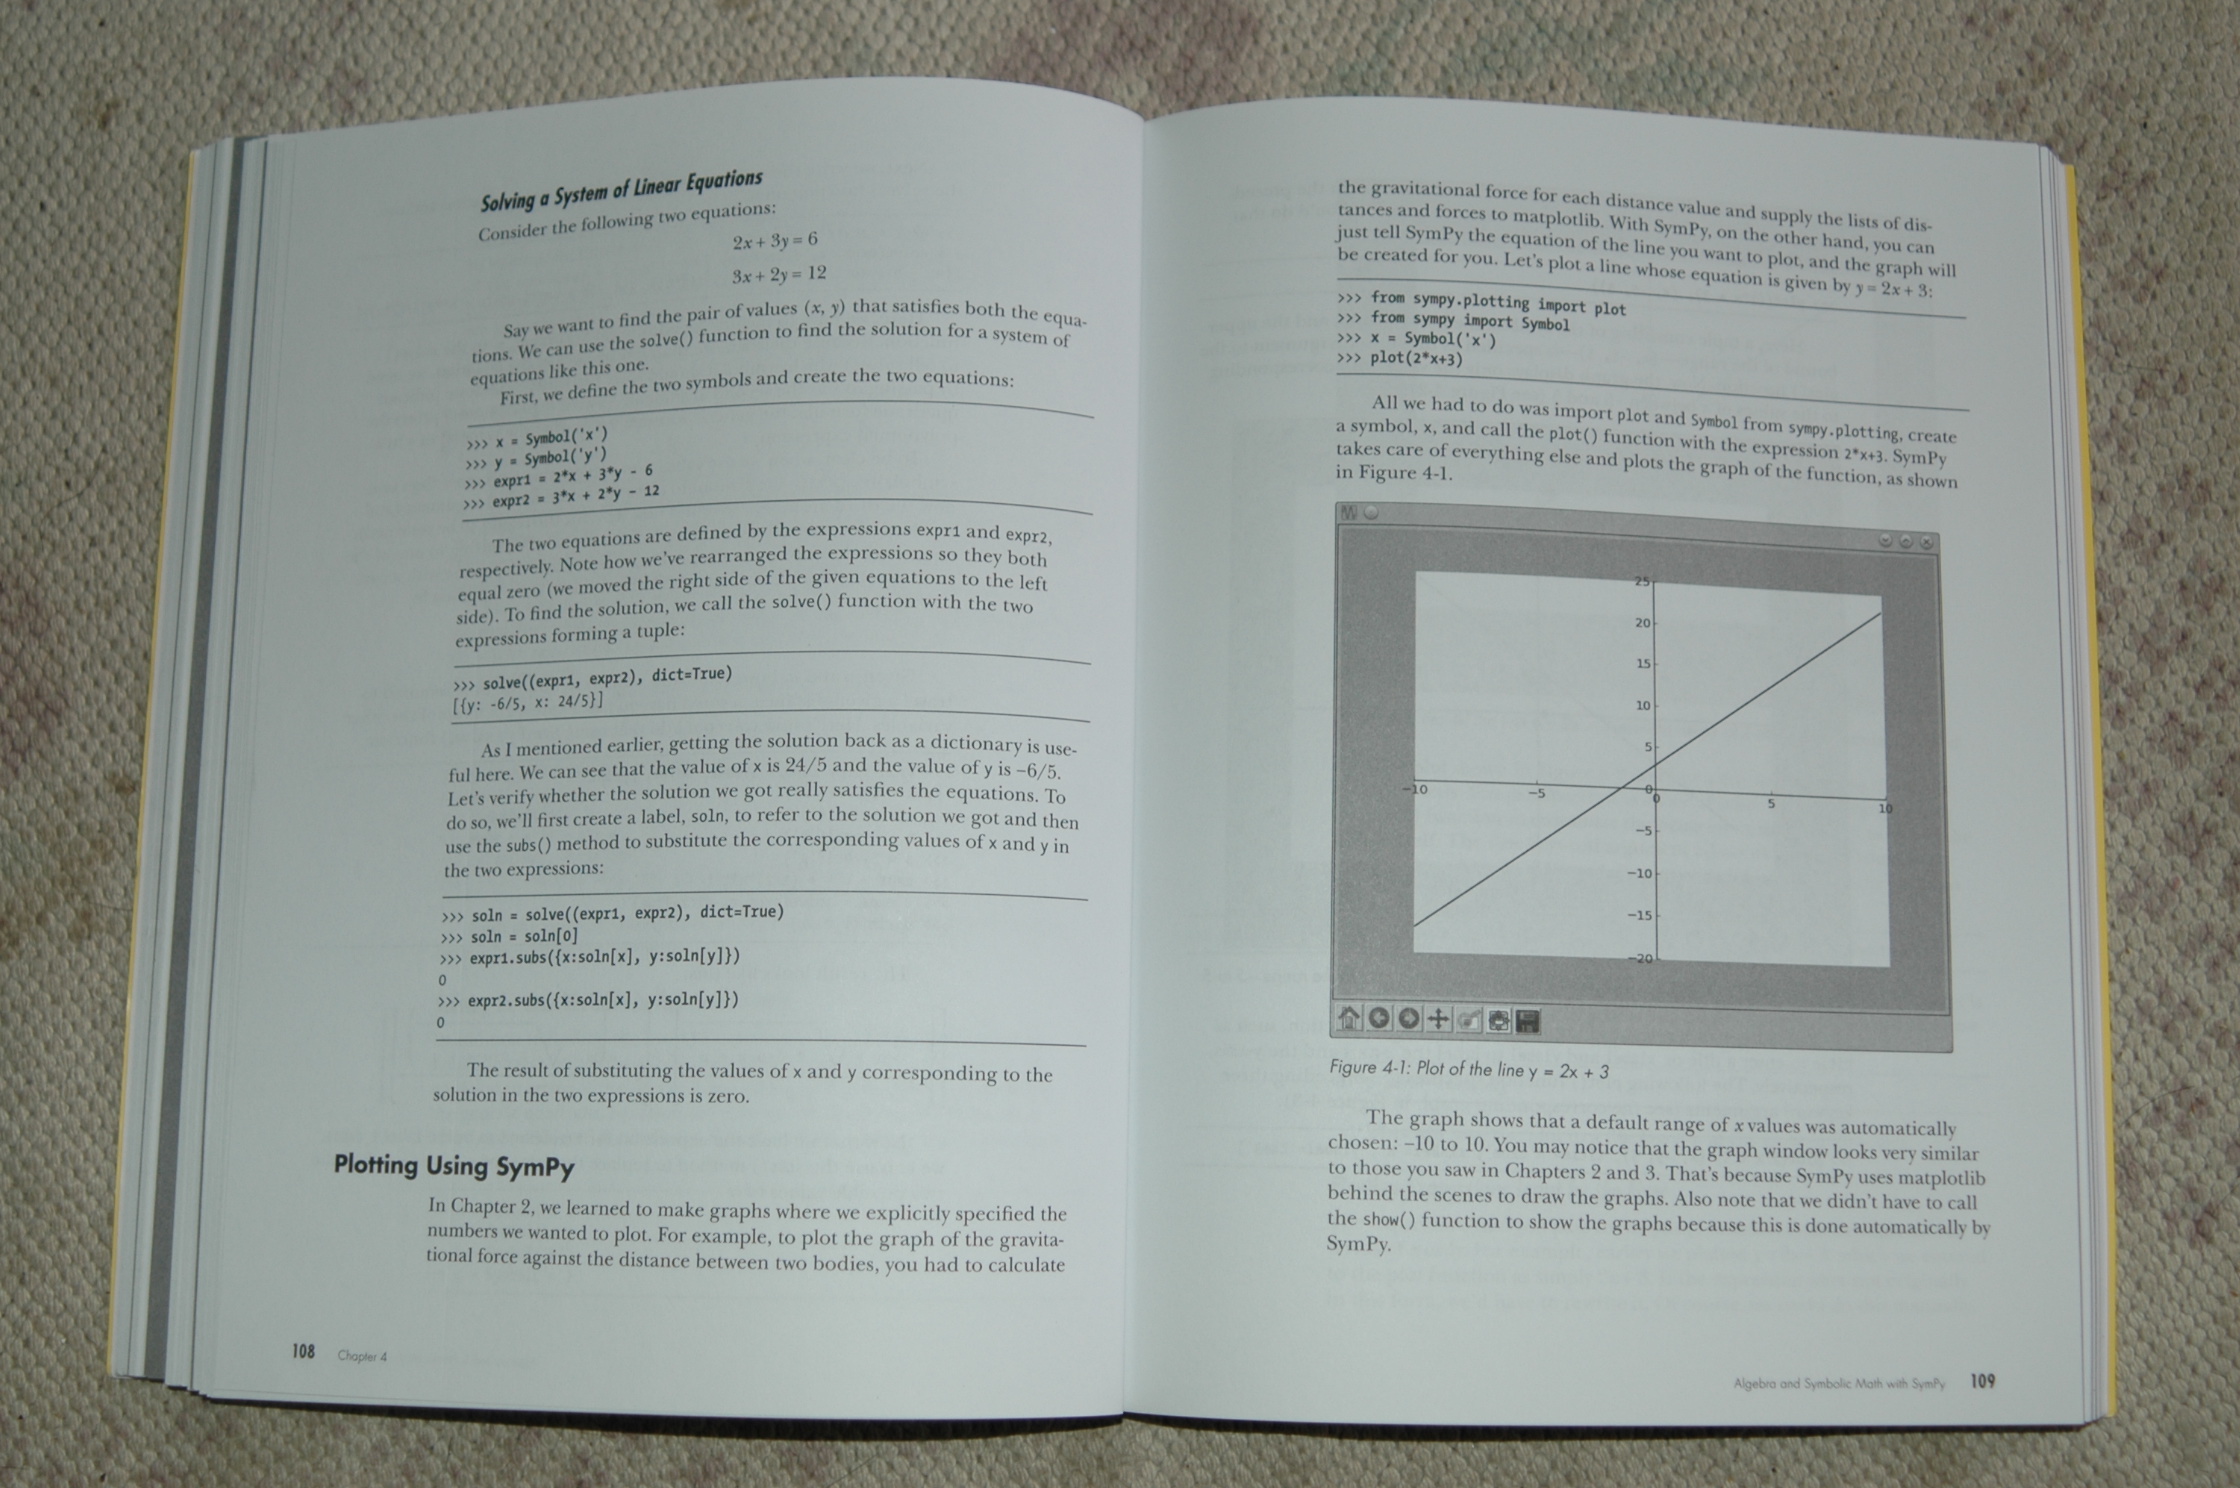 Solving a System of Linear Equations
Consider the following two equations:
2x + 3y = 6
3x + 2y = 12
Say we want to find the pair of values (x, y) that satisfies both the equa-
tions. We can use the solve() function to find the solution for a system of
equations like this one.
First, we define the two symbols and create the two equations:
>>> x = Symbol('x')
>>> y = Symbol('y')
>>> expr1 = 2*x + 3*y - 6
>>> expr2 = 3*x + 2*y - 12
The two equations are defined by the expressions expr1 and expr2,
respectively. Note how we've rearranged the expressions so they both
equal zero (we moved the right side of the given equations to the left
side). To find the solution, we call the solve() function with the two
expressions forming a tuple:
>>> solve((expr1, expr2), dict=True)
[{y: -6/5, x: 24/5}]
As I mentioned earlier, getting the solution back as a dictionary is use-
ful here. We can see that the value of x is 24/5 and the value of y is −6/5.
Let's verify whether the solution we got really satisfies the equations. To
do so, we'll first create a label, soln, to refer to the solution we got and then
use the subs() method to substitute the corresponding values of x and y in
the two expressions:
>>> soln = solve((expr1, expr2), dict=True)
>>> soln = soln[0]
>>> expr1.subs({x:soln[x], y:soln[y]})
0
>>> expr2.subs({x:soln[x], y:soln[y]})
0
The result of substituting the values of x and y corresponding to the
solution in the two expressions is zero.
Plotting Using SymPy
In Chapter 2, we learned to make graphs where we explicitly specified the
numbers we wanted to plot. For example, to plot the graph of the gravita-
tional force against the distance between two bodies, you had to calculate
108 Chapter 4
the gravitational force for each distance value and supply the lists of dis-
tances and forces to matplotlib. With SymPy, on the other hand, you can
just tell SymPy the equation of the line you want to plot, and the graph will
be created for you. Let's plot a line whose equation is given by y = 2x + 3:
>>> from sympy.plotting import plot
>>> from sympy import Symbol
>>> x = Symbol('x')
>>> plot(2*x+3)
All we had to do was import plot and Symbol from sympy.plotting, create
a symbol, x, and call the plot() function with the expression 2*x+3. SymPy
takes care of everything else and plots the graph of the function, as shown
in Figure 4-1.
25
20
15
10
5
0
−5
−10
−15
−20
−10
−5
0
5
10
Figure 4-1: Plot of the line y = 2x + 3
The graph shows that a default range of x values was automatically
chosen: −10 to 10. You may notice that the graph window looks very similar
to those you saw in Chapters 2 and 3. That's because SymPy uses matplotlib
behind the scenes to draw the graphs. Also note that we didn't have to call
the show() function to show the graphs because this is done automatically by
SymPy.
Algebra and Symbolic Math with SymPy 109